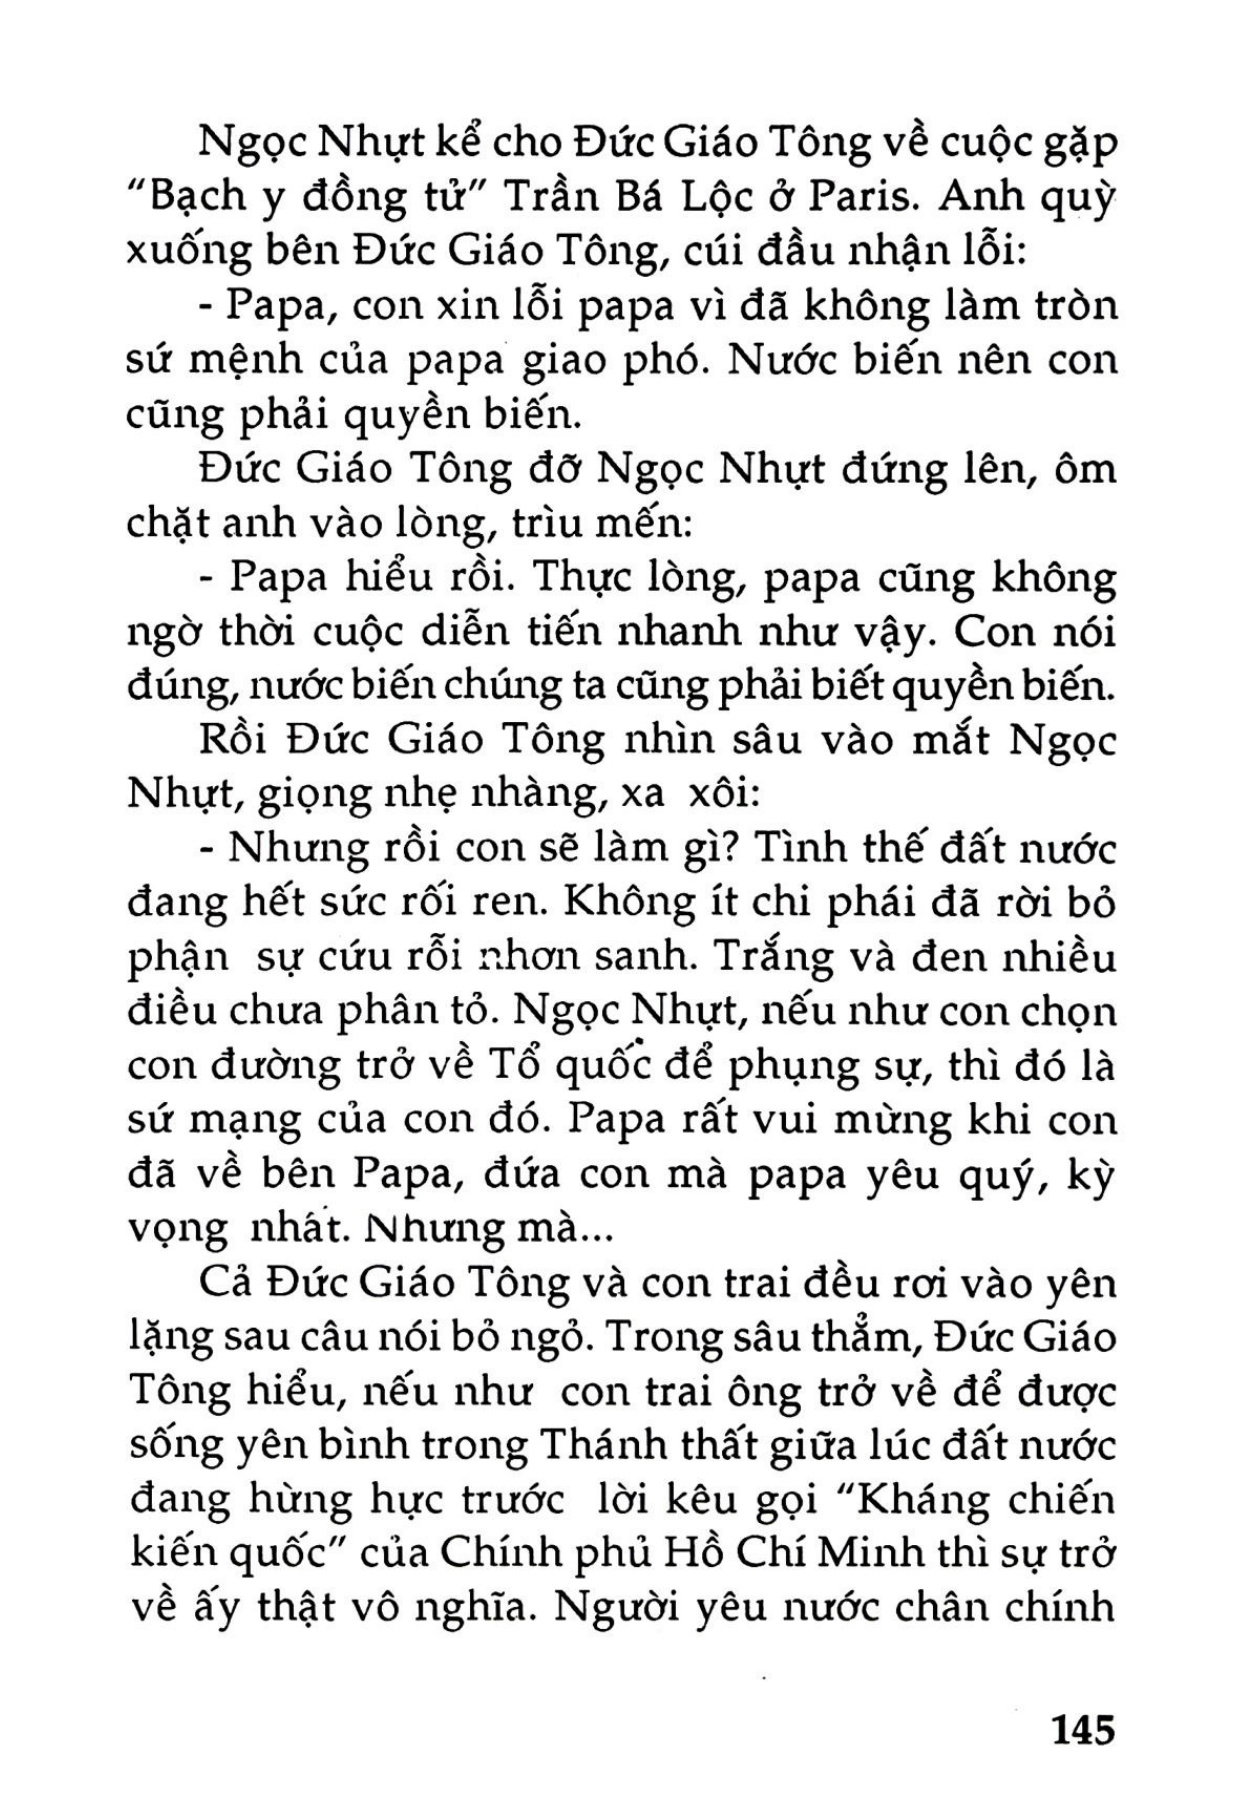 Ngọc Nhựt kể cho Đức Giáo Tông về cuộc gặp
"Bạch y đồng tử" Trần Bá Lộc ở Paris. Anh quỳ
xuống bên Đức Giáo Tông, cúi đầu nhận lỗi:
- Papa, con xin lỗi papa vì đã không làm tròn
sứ mệnh của papa giao phó. Nước biến nên con
cũng phải quyền biến.
Đức Giáo Tông đỡ Ngọc Nhựt đứng lên, ôm
chặt anh vào lòng, trìu mến:
- Papa hiểu rồi. Thực lòng, papa cũng không
ngờ thời cuộc diễn tiến nhanh như vậy. Con nói
đúng, nước biến chúng ta cũng phải biết quyền biến.
Rồi Đức Giáo Tông nhìn sâu vào mắt Ngọc
Nhựt, giọng nhẹ nhàng, xa xôi:
- Nhưng rồi con sẽ làm gì? Tình thế đất nước
đang hết sức rối ren. Không ít chi phái đã rời bỏ
phận sự cứu rỗi nhơn sanh. Trắng và đen nhiều
điều chưa phân tỏ. Ngọc Nhựt, nếu như con chọn
con đường trở về Tổ quốc để phụng sự, thì đó là
sứ mạng của con đó. Papa rất vui mừng khi con
đã về bên Papa, đứa con mà papa yêu quý, kỳ
vọng nhất. Nhưng mà...
Cả Đức Giáo Tông và con trai đều rơi vào yên
lặng sau câu nói bỏ ngỏ. Trong sâu thẳm, Đức Giáo
Tông hiểu, nếu như con trai ông trở về để được
sống yên bình trong Thánh thất giữa lúc đất nước
đang hừng hực trước lời kêu gọi "Kháng chiến
kiến quốc" của Chính phủ Hồ Chí Minh thì sự trở
về ấy thật vô nghĩa. Người yêu nước chân chính
145